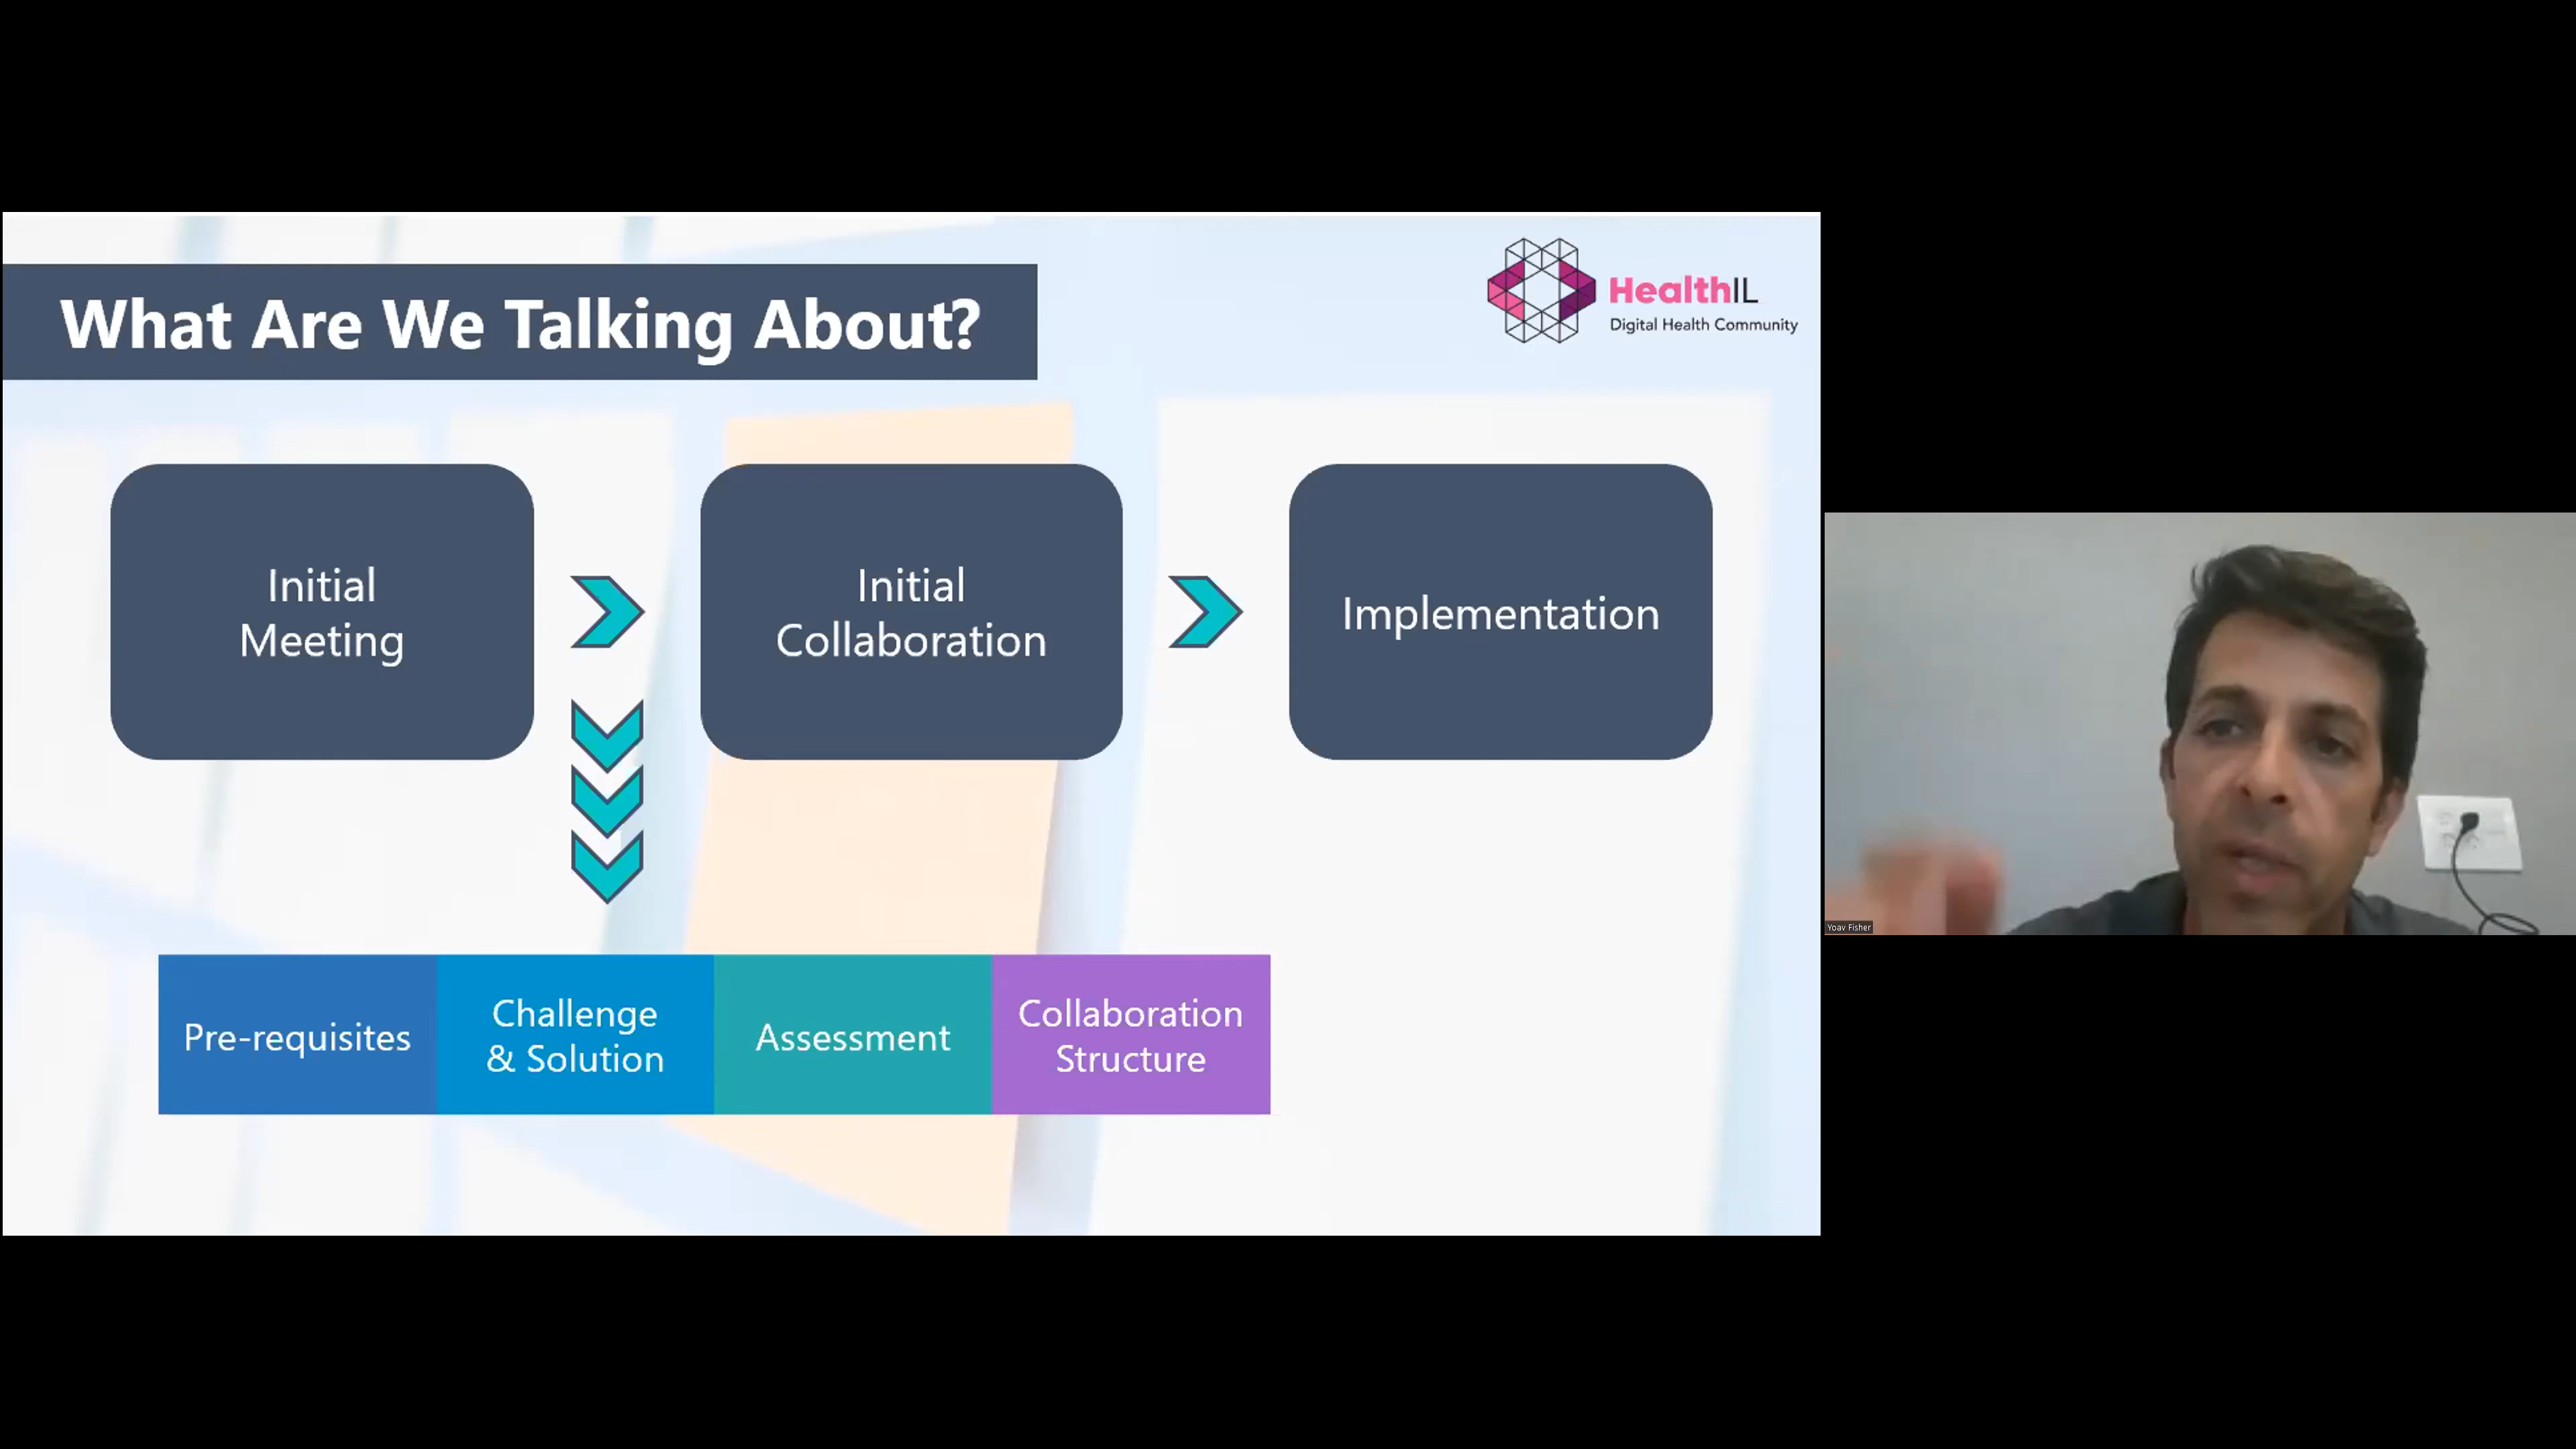 What Are We Talking About?
HealthIL
Digital Health Community
Initial
Meeting
Initial
Collaboration
Implementation
Pre-requisites
Challenge
& Solution
Assessment
Collaboration
Structure
Yoav Fisher